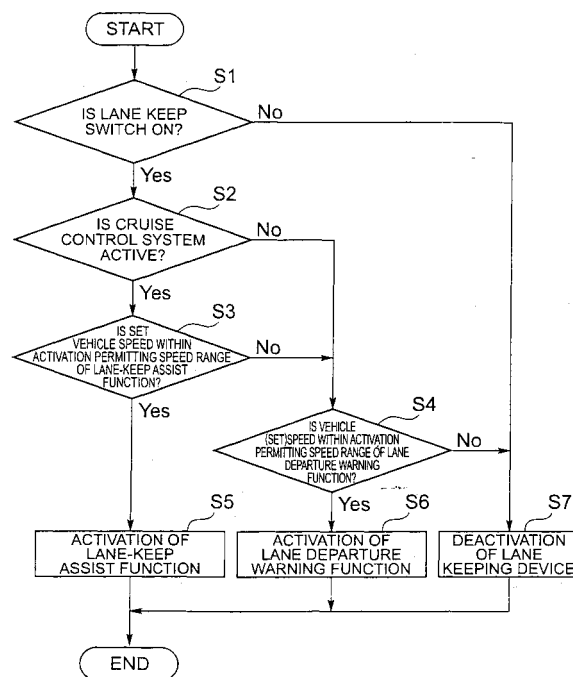 START
S1
IS LANE KEEP
SWITCH ON?
No
Yes
S2
IS CRUISE
CONTROL SYSTEM
ACTIVE?
No
Yes
S3
IS SET
VEHICLE SPEED WITHIN
ACTIVATION PERMITTING SPEED RANGE
OF LANE-KEEP ASSIST
FUNCTION?
No
Yes
S4
IS VEHICLE
(SET)SPEED WITHIN ACTIVATION
PERMITTING SPEED RANGE OF LANE
DEPARTURE WARNING
FUNCTION?
No
Yes
S5
ACTIVATION OF
LANE-KEEP
ASSIST FUNCTION
S6
ACTIVATION OF
LANE DEPARTURE
WARNING FUNCTION
S7
DEACTIVATION
OF LANE
KEEPING DEVICE
END